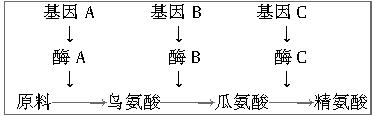 基因 A 基因 B 基因 C
↓ ↓ ↓
酶 A 酶 B 酶 C
↓ ↓ ↓
原料→鸟氨酸→瓜氨酸→精氨酸